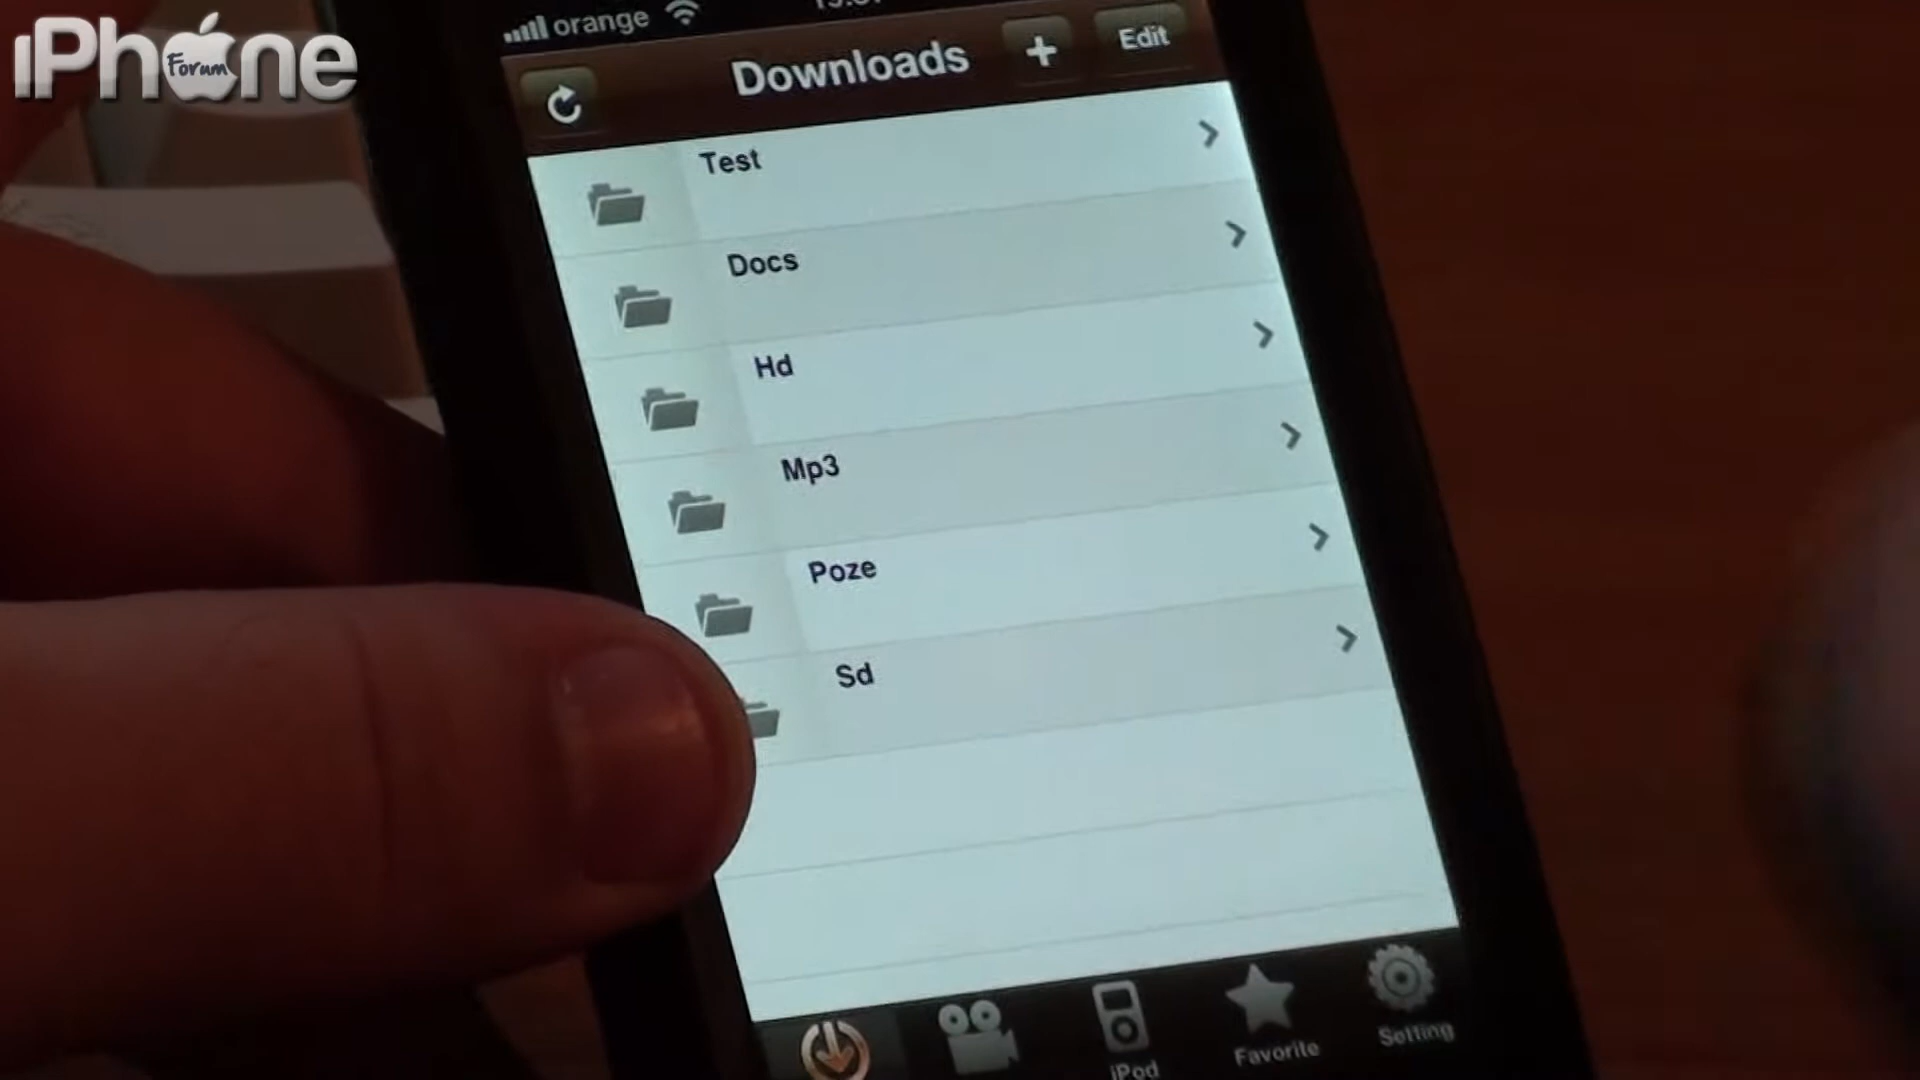 iPhone
Forum
orange
Downloads
+
Edit
Test
Docs
Hd
Mp3
Poze
Sd
iPod
Favorite
Setting